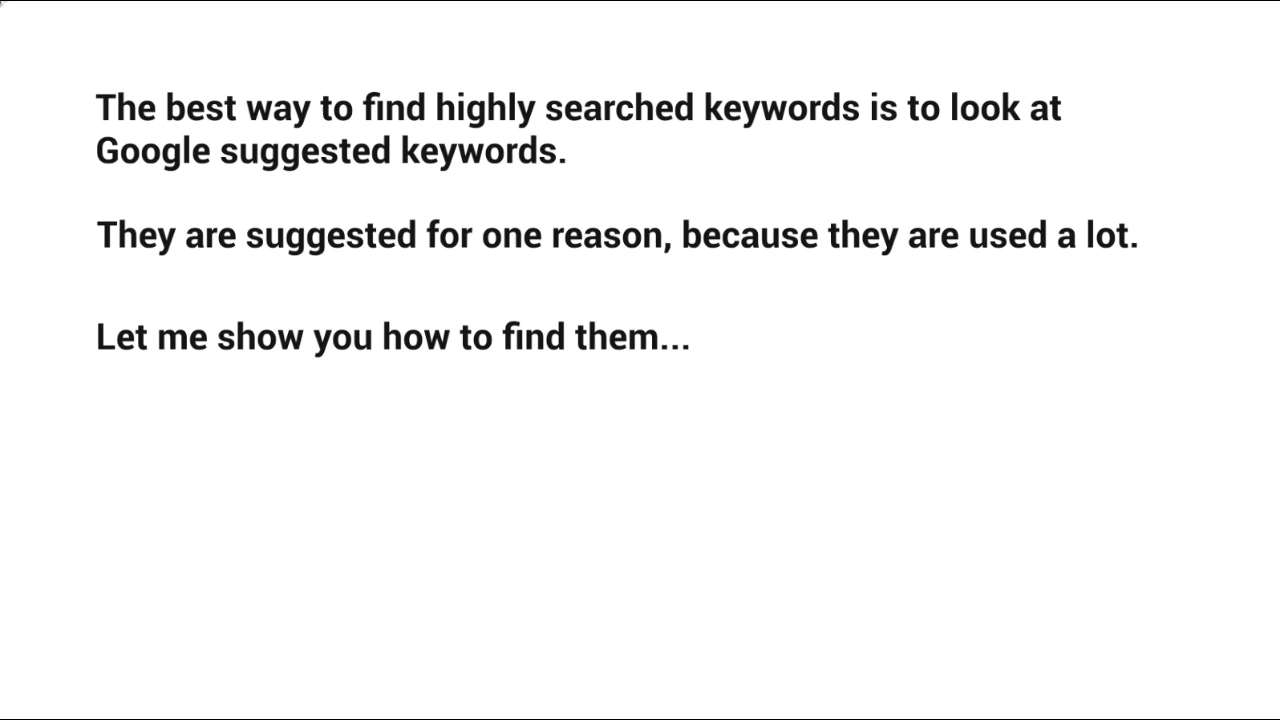 The best way to find highly searched keywords is to look at
Google suggested keywords.
They are suggested for one reason, because they are used a lot.
Let me show you how to find them...